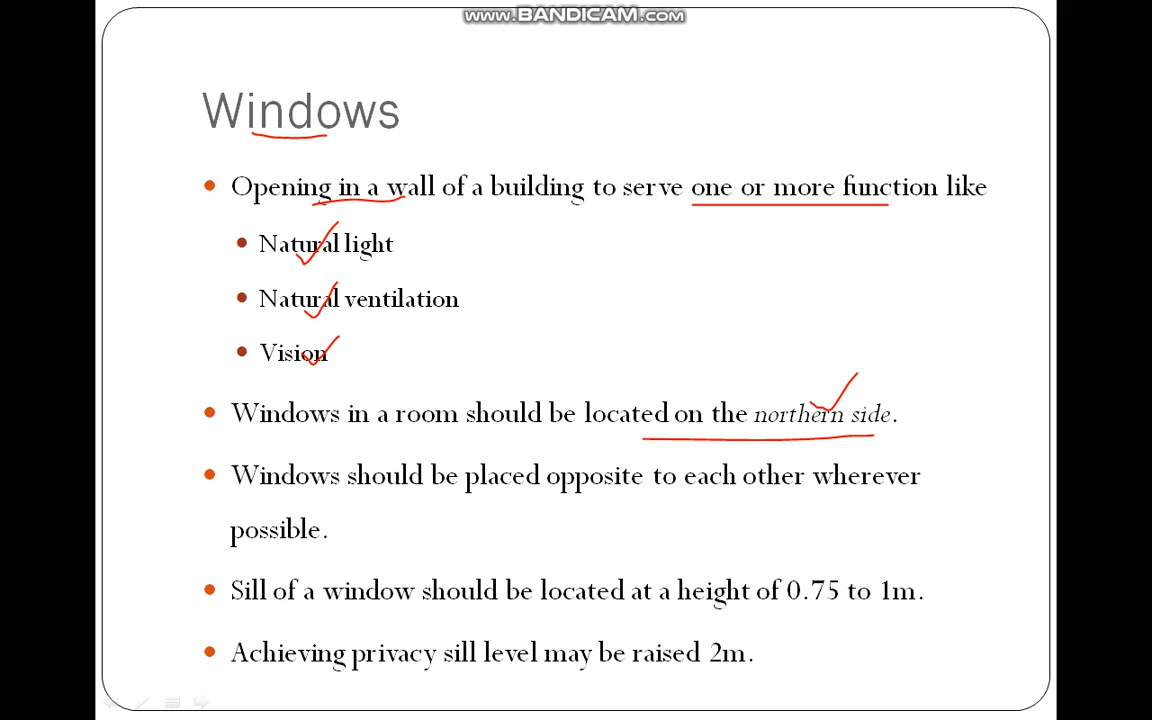 www.BANDICAM.com
Windows
Opening in a wall of a building to serve one or more function like
Natural light
Natural ventilation
Vision
Windows in a room should be located on the northern side.
Windows should be placed opposite to each other wherever
possible.
Sill of a window should be located at a height of 0.75 to 1m.
Achieving privacy sill level may be raised 2m.